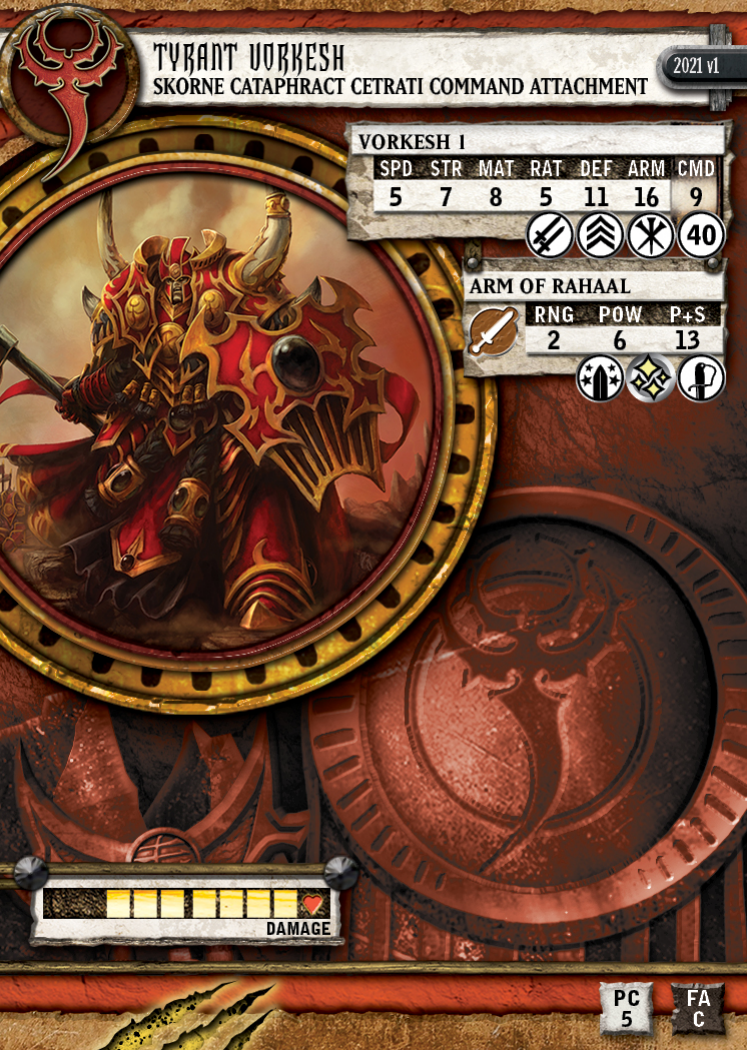 TYRANT VORKESH
SKORNE CATAPHRACT CETRATI COMMAND ATTACHMENT
2021 v1
VORKESH 1
SPD STR MAT RAT DEF ARM CMD
5 7 8 5 11 16 9
40
ARM OF RAHAAL
RNG POW P+S
2 6 13
DAMAGE
PC FA
5 C